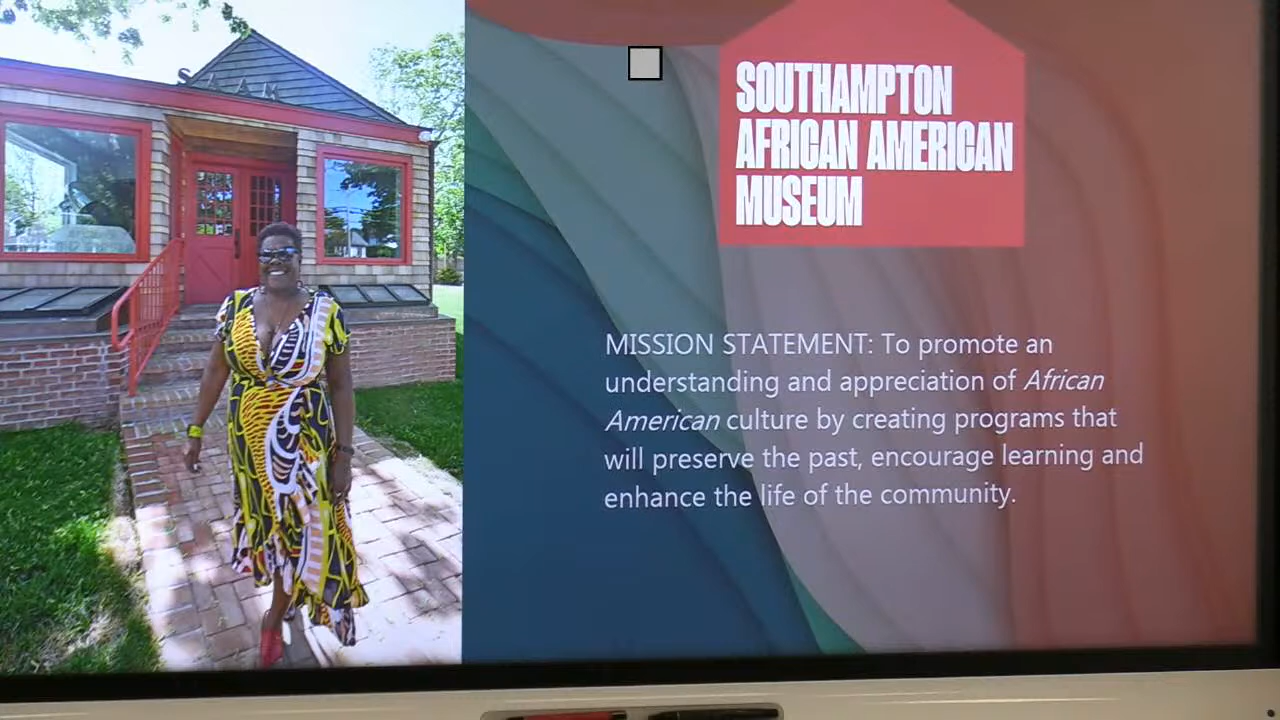 SAAM
SOUTHAMPTON
AFRICAN AMERICAN
MUSEUM
MISSION STATEMENT: To promote an
understanding and appreciation of African
American culture by creating programs that
will preserve the past, encourage learning and
enhance the life of the community.